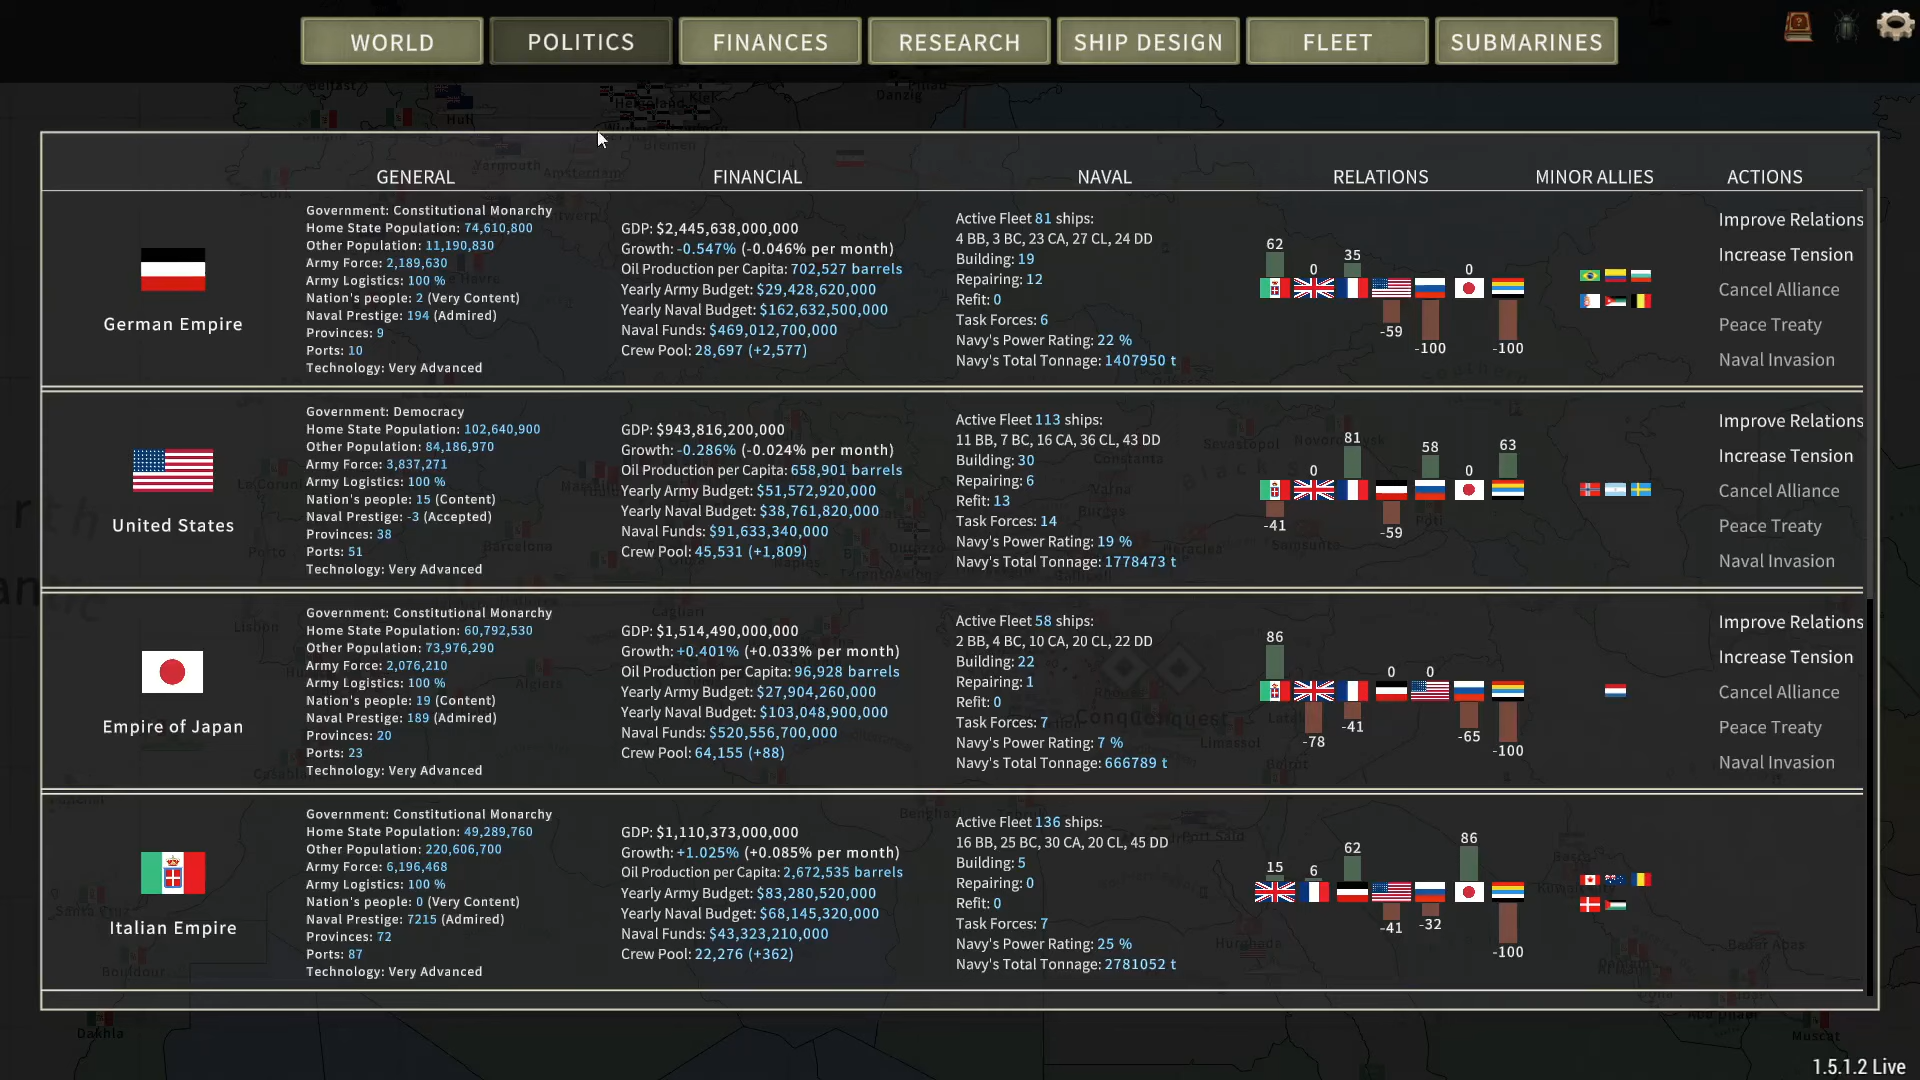 WORLD POLITICS FINANCES RESEARCH SHIP DESIGN FLEET SUBMARINES
GENERAL FINANCIAL NAVAL RELATIONS MINOR ALLIES ACTIONS
German Empire
Government: Constitutional Monarchy
Home State Population: 74,610,800
Other Population: 11,190,830
Army Force: 2,189,630
Army Logistics: 100 %
Nation's people: 2 (Very Content)
Naval Prestige: 194 (Admired)
Provinces: 9
Ports: 10
Technology: Very Advanced
GDP: $2,445,638,000,000
Growth: -0.547% (-0.046% per month)
Oil Production per Capita: 702,527 barrels
Yearly Army Budget: $29,428,620,000
Yearly Naval Budget: $162,632,500,000
Naval Funds: $469,012,700,000
Crew Pool: 28,697 (+2,577)
Active Fleet 81 ships:
4 BB, 3 BC, 23 CA, 27 CL, 24 DD
Building: 19
Repairing: 12
Refit: 0
Task Forces: 6
Navy's Power Rating: 22 %
Navy's Total Tonnage: 1407950 t
62 0 35 0
-59 -100 -100
Improve Relations
Increase Tension
Cancel Alliance
Peace Treaty
Naval Invasion
United States
Government: Democracy
Home State Population: 102,640,900
Other Population: 84,186,970
Army Force: 3,837,271
Army Logistics: 100 %
Nation's people: 15 (Content)
Naval Prestige: -3 (Accepted)
Provinces: 38
Ports: 51
Technology: Very Advanced
GDP: $943,816,200,000
Growth: -0.286% (-0.024% per month)
Oil Production per Capita: 658,901 barrels
Yearly Army Budget: $51,572,920,000
Yearly Naval Budget: $38,761,820,000
Naval Funds: $91,633,340,000
Crew Pool: 45,531 (+1,809)
Active Fleet 113 ships:
11 BB, 7 BC, 16 CA, 36 CL, 43 DD
Building: 30
Repairing: 6
Refit: 13
Task Forces: 14
Navy's Power Rating: 19 %
Navy's Total Tonnage: 1778473 t
0 81 58 0 63
-41 -59
Improve Relations
Increase Tension
Cancel Alliance
Peace Treaty
Naval Invasion
Empire of Japan
Government: Constitutional Monarchy
Home State Population: 60,792,530
Other Population: 73,976,290
Army Force: 2,076,210
Army Logistics: 100 %
Nation's people: 19 (Content)
Naval Prestige: 189 (Admired)
Provinces: 20
Ports: 23
Technology: Very Advanced
GDP: $1,514,490,000,000
Growth: +0.401% (+0.033% per month)
Oil Production per Capita: 96,928 barrels
Yearly Army Budget: $27,904,260,000
Yearly Naval Budget: $103,048,900,000
Naval Funds: $520,556,700,000
Crew Pool: 64,155 (+88)
Active Fleet 58 ships:
2 BB, 4 BC, 10 CA, 20 CL, 22 DD
Building: 22
Repairing: 1
Refit: 0
Task Forces: 7
Navy's Power Rating: 7 %
Navy's Total Tonnage: 666789 t
86 0 0
-78 -41 -65 -100
Improve Relations
Increase Tension
Cancel Alliance
Peace Treaty
Naval Invasion
Italian Empire
Government: Constitutional Monarchy
Home State Population: 49,289,760
Other Population: 220,606,700
Army Force: 6,196,468
Army Logistics: 100 %
Nation's people: 0 (Very Content)
Naval Prestige: 7215 (Admired)
Provinces: 72
Ports: 87
Technology: Very Advanced
GDP: $1,110,373,000,000
Growth: +1.025% (+0.085% per month)
Oil Production per Capita: 2,672,535 barrels
Yearly Army Budget: $83,280,520,000
Yearly Naval Budget: $68,145,320,000
Naval Funds: $43,323,210,000
Crew Pool: 22,276 (+362)
Active Fleet 136 ships:
16 BB, 25 BC, 30 CA, 20 CL, 45 DD
Building: 5
Repairing: 0
Refit: 0
Task Forces: 7
Navy's Power Rating: 25 %
Navy's Total Tonnage: 2781052 t
15 6 62 86
-41 -32 -100
Dakhla
Muscat
1.5.1.2 Live